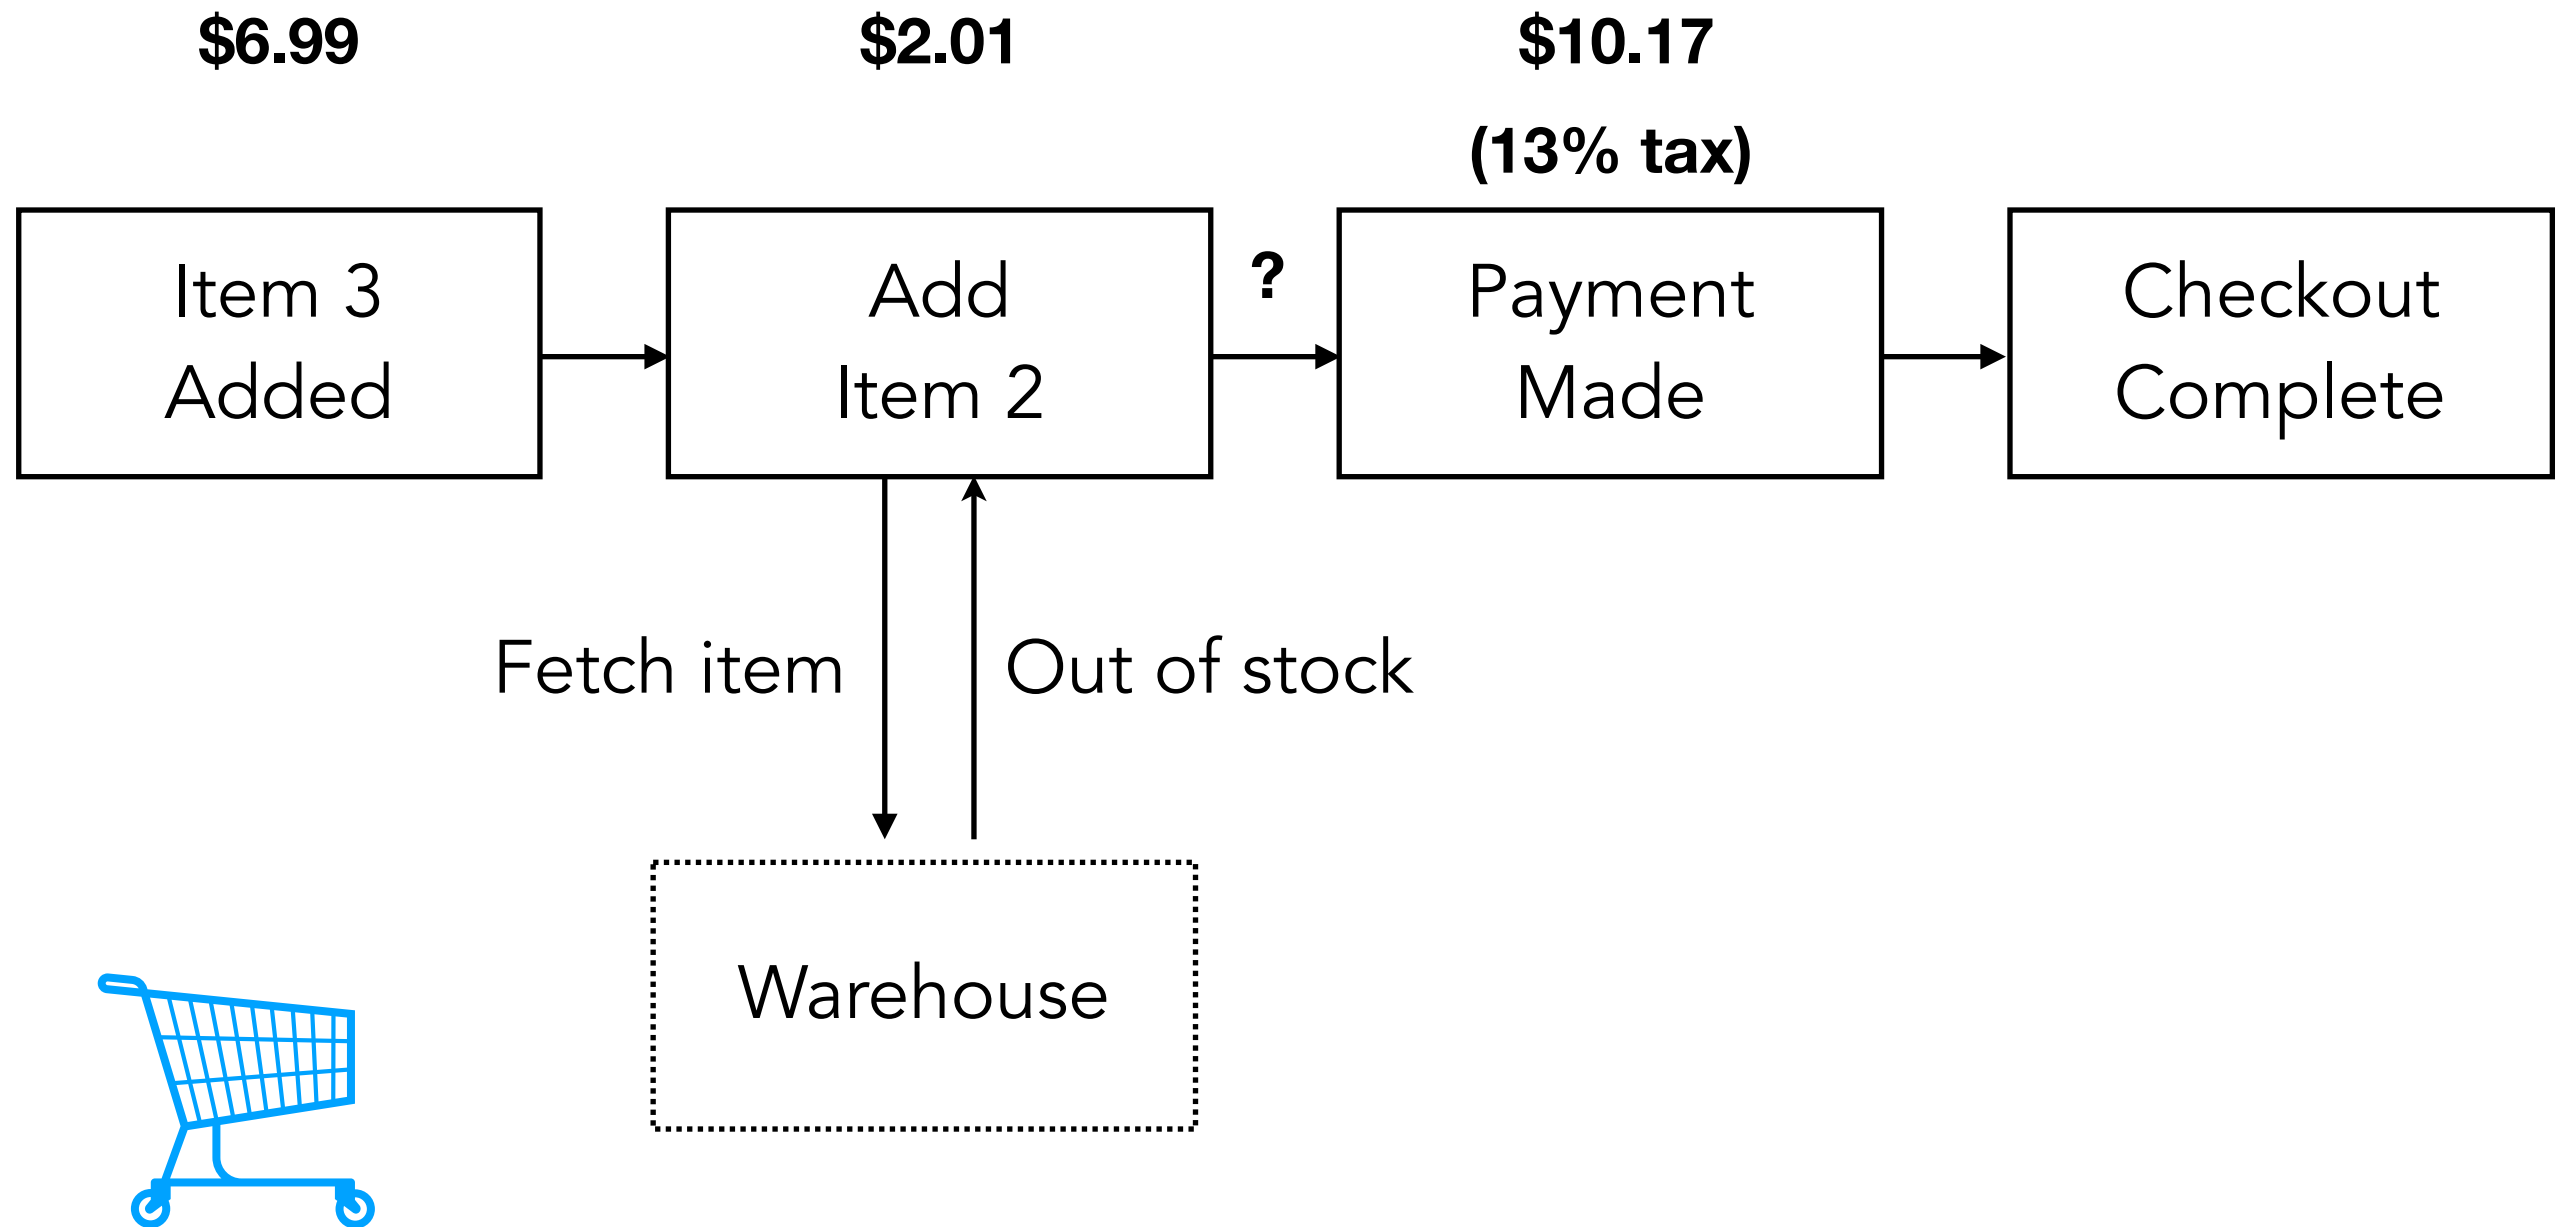 $6.99
$2.01
$10.17
(13% tax)
Item 3
Added
Add
Item 2
?
Payment
Made
Checkout
Complete
Fetch item
Out of stock
Warehouse